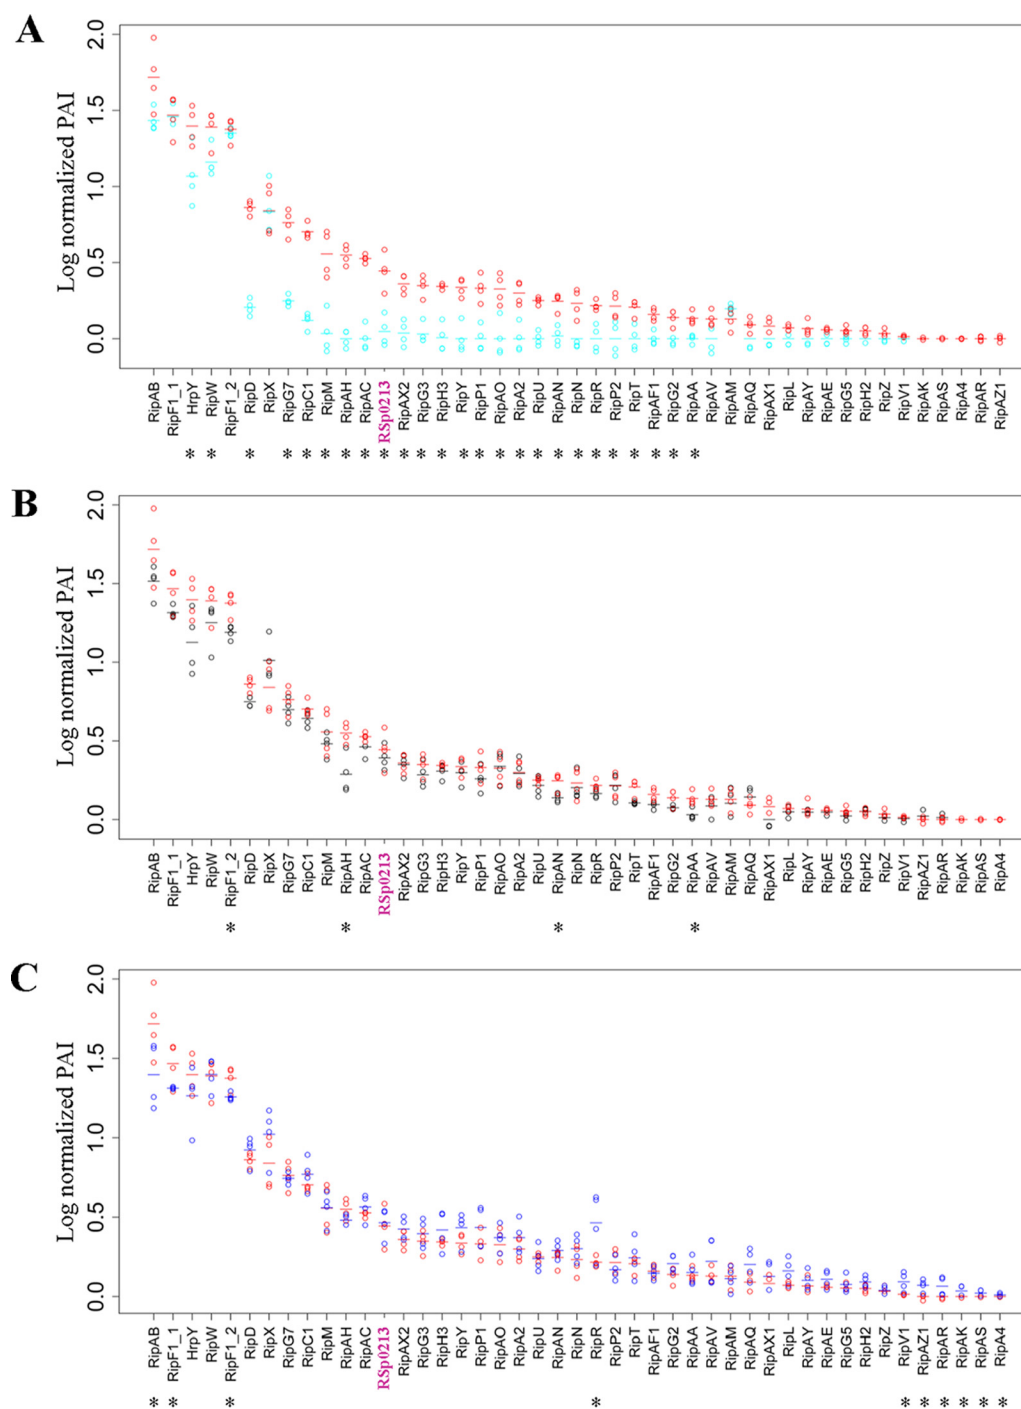 A
Log normalized PAI
2.0
1.5
1.0
0.5
0.0
RipAB RipF1_1 HrpY RipW RipF1_2 RipD RipX RipG7 RipC1 RipM RipAH RipAC RSp0213 RipAX2 RipG3 RipH3 RipY RipP1 RipAO RipA2 RipU RipAN RipN RipR RipP2 RipT RipAF1 RipG2 RipAA RipAV RipAM RipAQ RipAX1 RipL RipAY RipAE RipG5 RipH2 RipZ RipV1 RipAK RipAS RipA4 RipAR RipAZ1
* * * * * * * * * * * * * * * * * * * * * * * * *
B
Log normalized PAI
2.0
1.5
1.0
0.5
0.0
RipAB RipF1_1 HrpY RipW RipF1_2 RipD RipX RipG7 RipC1 RipM RipAH RipAC RSp0213 RipAX2 RipG3 RipH3 RipY RipP1 RipAO RipA2 RipU RipAN RipN RipR RipP2 RipT RipAF1 RipG2 RipAA RipAV RipAM RipAQ RipAX1 RipL RipAY RipAE RipG5 RipH2 RipZ RipV1 RipAZ1 RipAR RipAK RipAS RipA4
* * * *
C
Log normalized PAI
2.0
1.5
1.0
0.5
0.0
RipAB RipF1_1 HrpY RipW RipF1_2 RipD RipX RipG7 RipC1 RipM RipAH RipAC RSp0213 RipAX2 RipG3 RipH3 RipY RipP1 RipAO RipA2 RipU RipAN RipN RipR RipP2 RipT RipAF1 RipG2 RipAA RipAV RipAM RipAQ RipAX1 RipL RipAY RipAE RipG5 RipH2 RipZ RipV1 RipAZ1 RipAR RipAK RipAS RipA4
* * * * * * * * * *